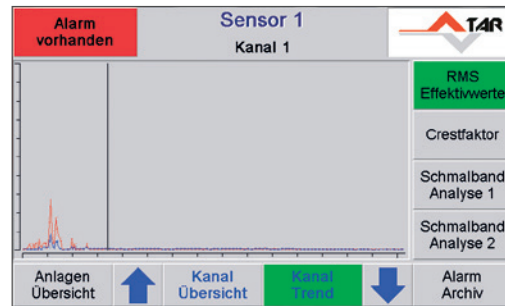 Alarm
vorhanden
Sensor 1
Kanal 1
TAR
RMS
Effektivwerte
Crestfaktor
Schmalband
Analyse 1
Schmalband
Analyse 2
Anlagen
Übersicht
Kanal
Übersicht
Kanal
Trend
Alarm
Archiv